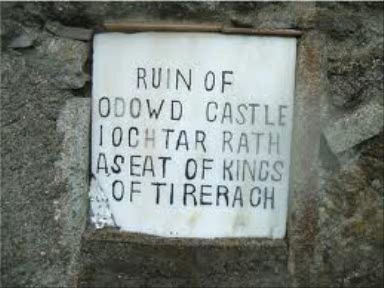 RUIN OF
ODOWD CASTLE
IOCHTAR RATH
A SEAT OF KINGS
OF TIRERACH